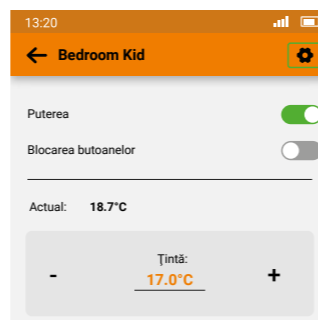 13:20
Bedroom Kid
Puterea
Blocarea butoanelor
Actual: 18.7°C
Țintă:
- 17.0°C +